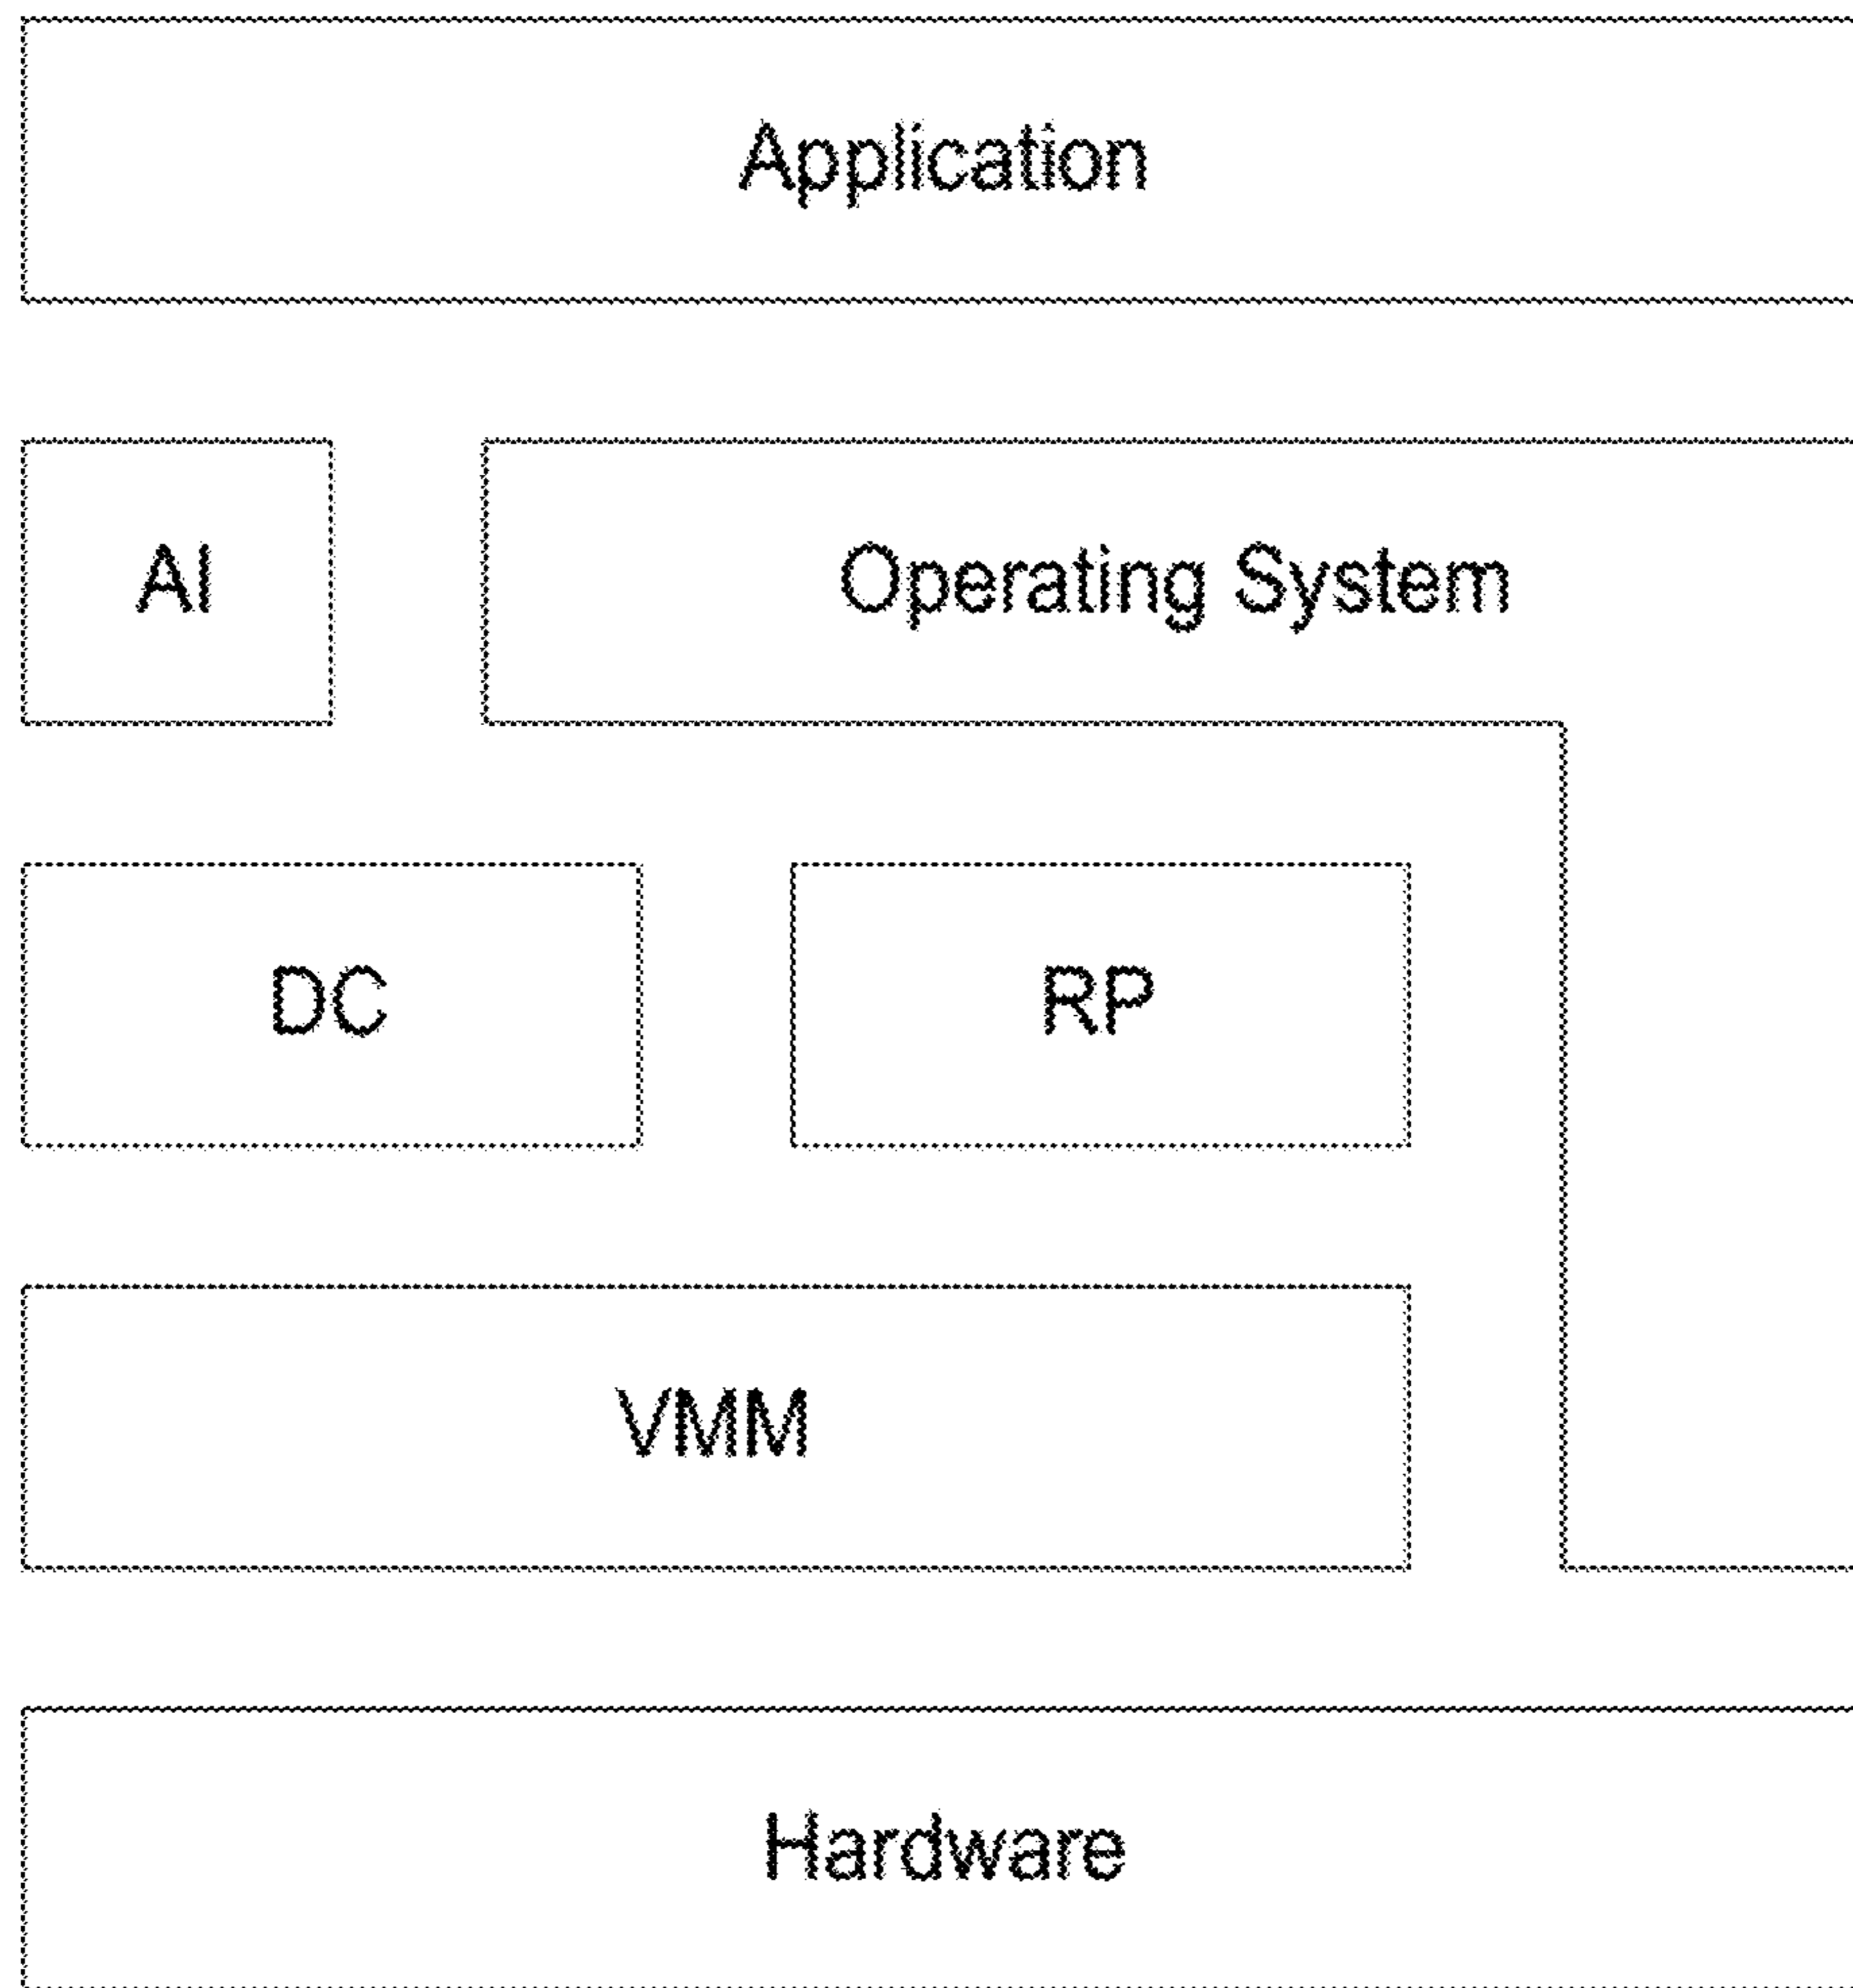 Application
AI
Operating System
DC
RP
VMM
Hardware